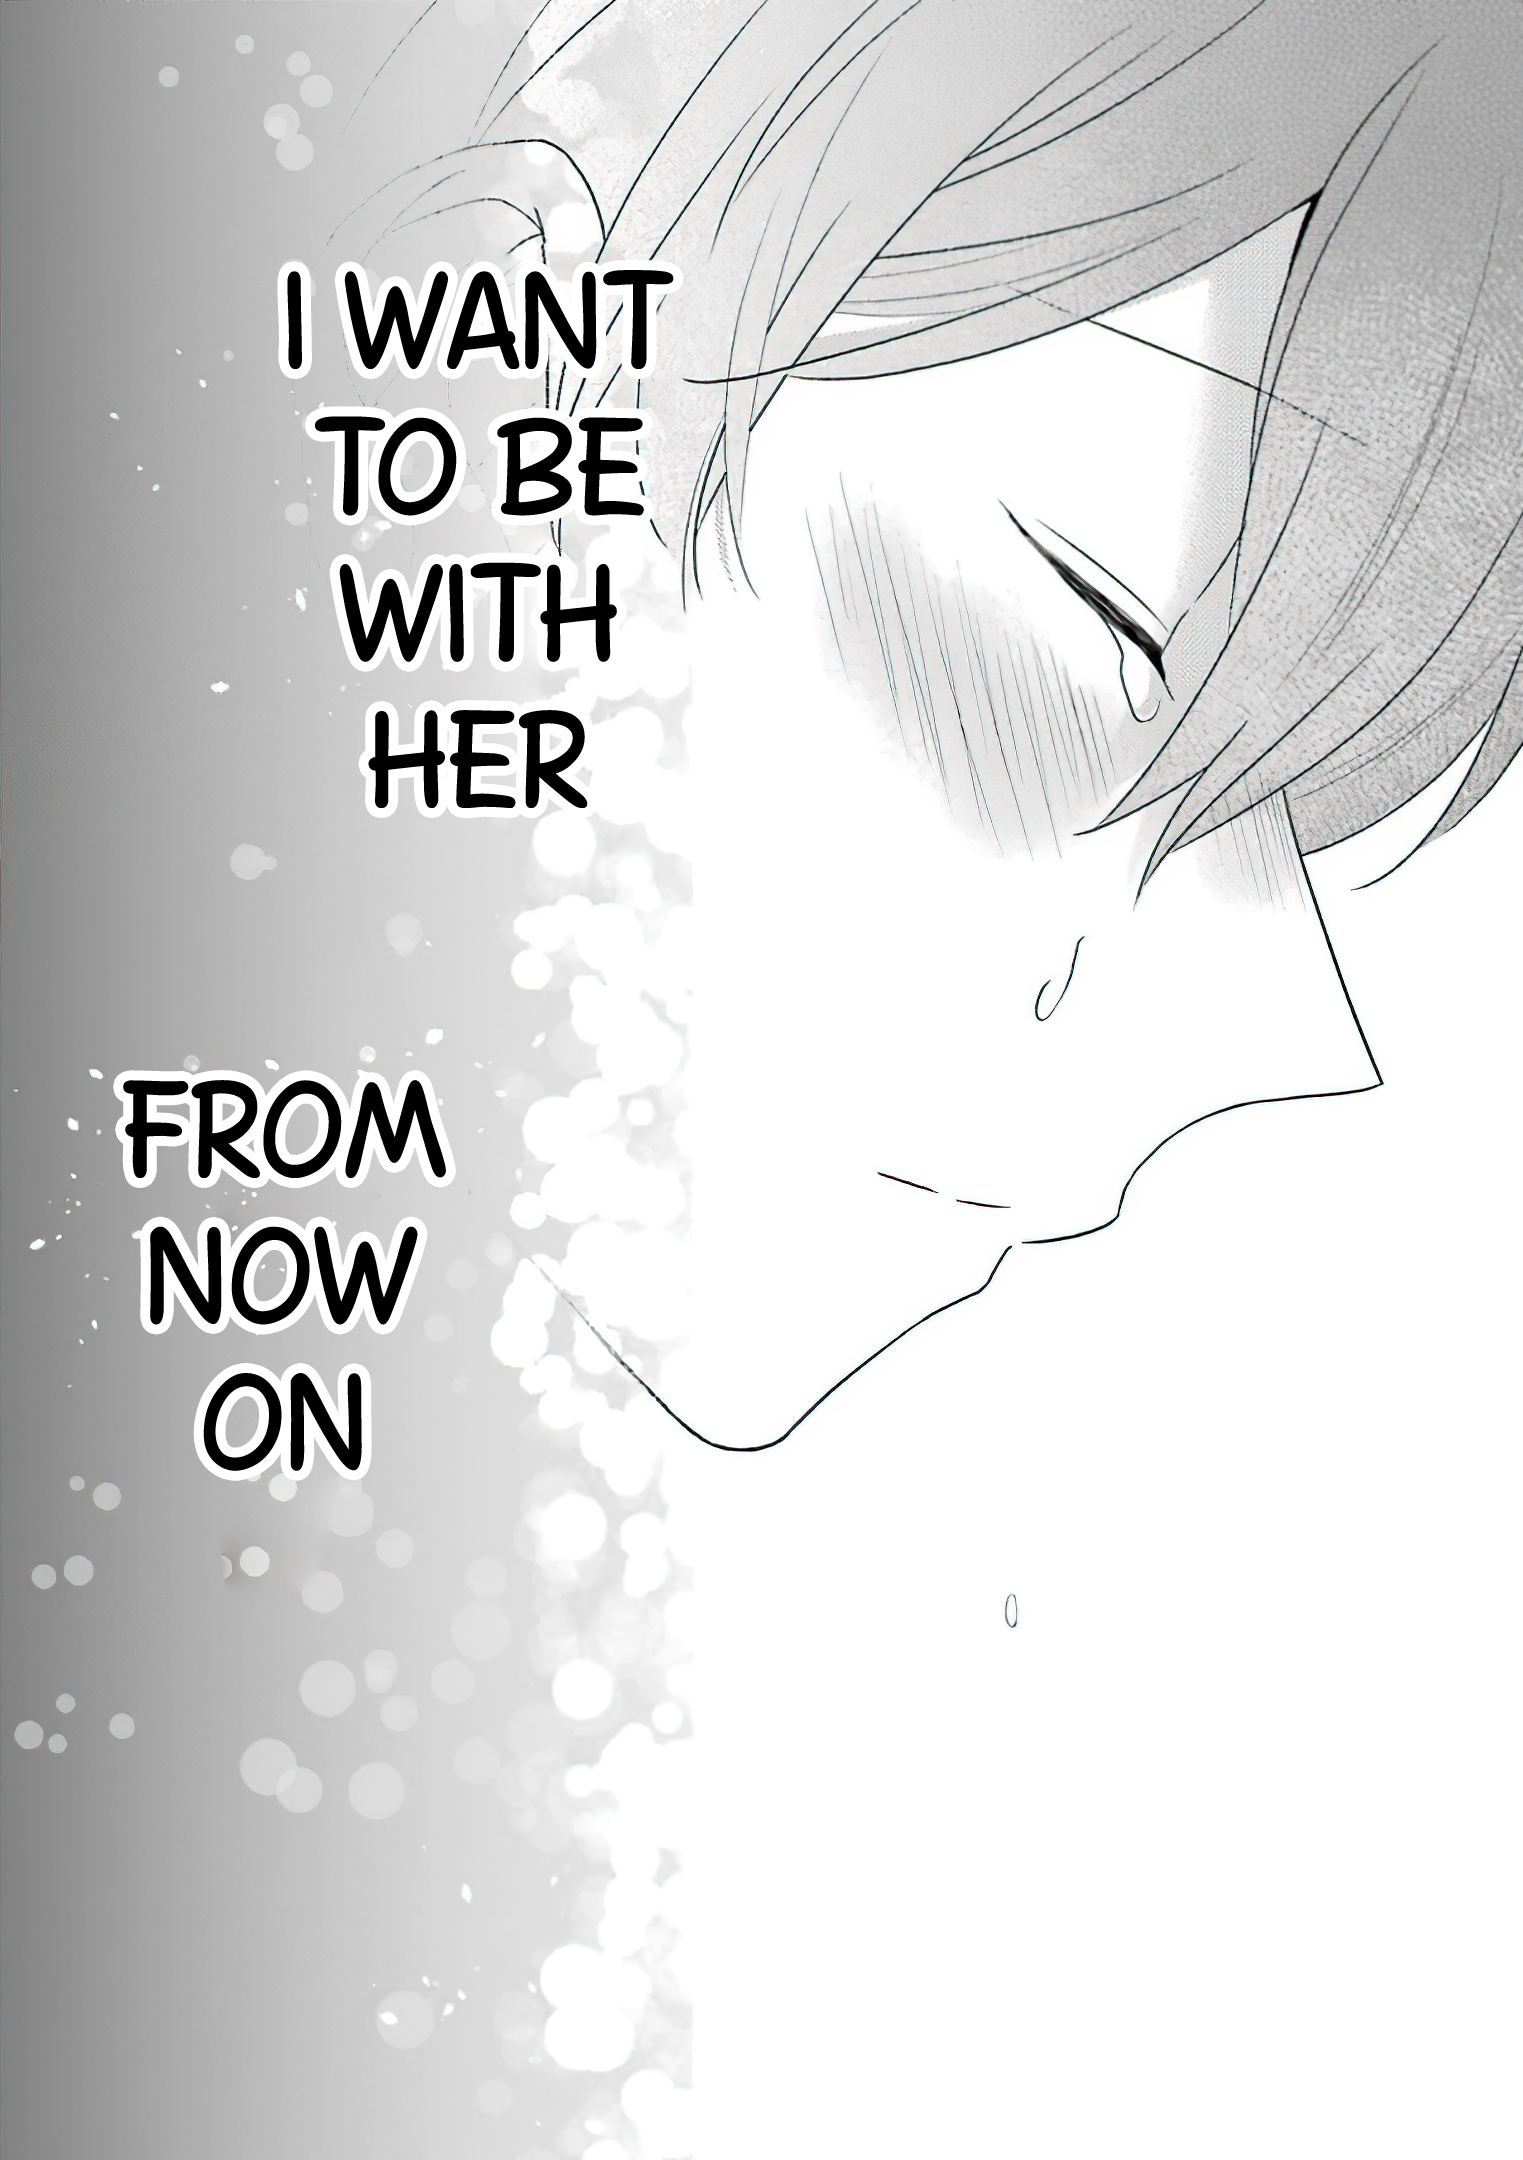 I WANT
TO BE
WITH
HER
FROM
NOW
ON